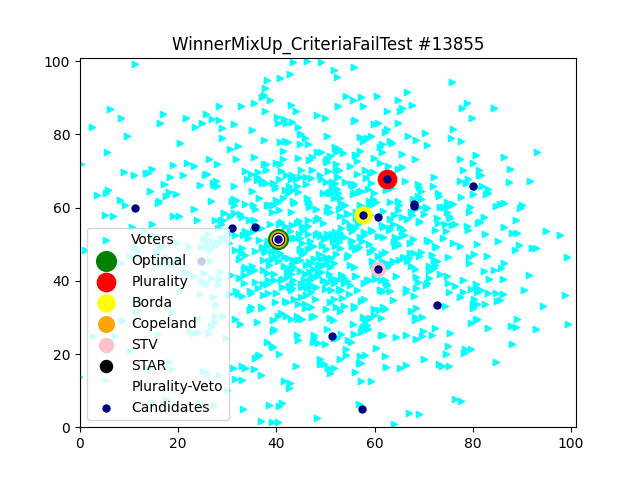 WinnerMixUp_CriteriaFailTest #13855
100
80
60
40
20
0
Voters
Optimal
Plurality
Borda
Copeland
STV
STAR
Plurality-Veto
Candidates
0 20 40 60 80 100